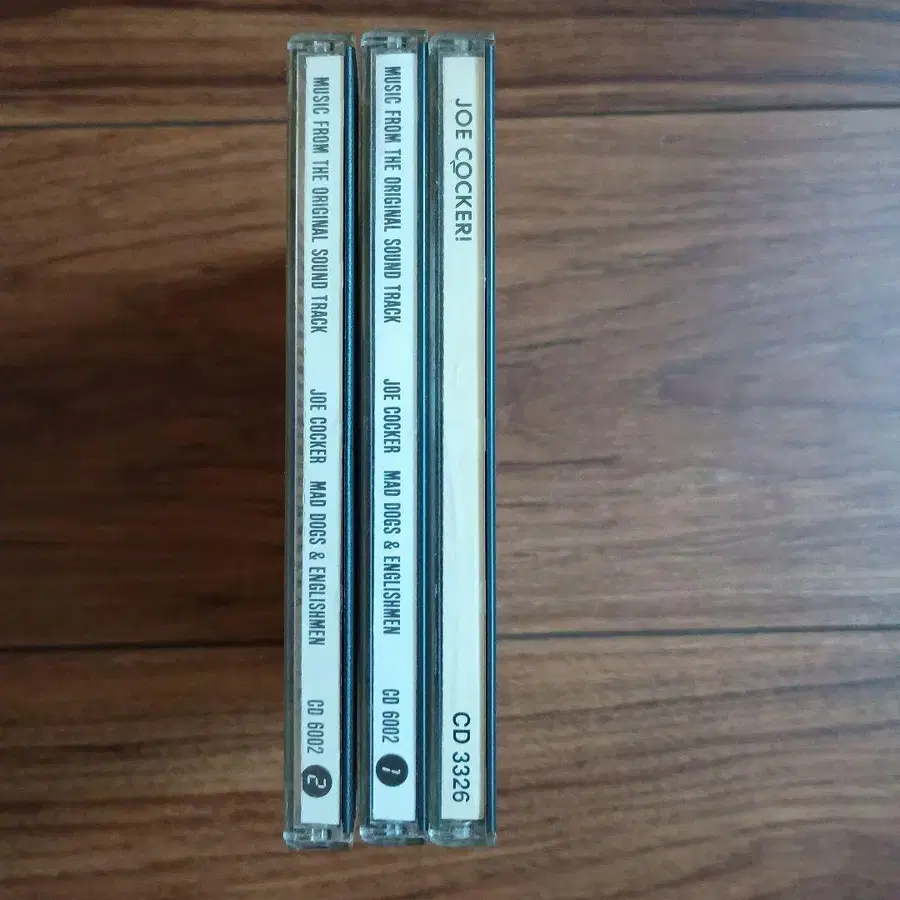 MUSIC FROM THE ORIGINAL SOUND TRACK JOE COCKER MAD DOGS & ENGLISHMEN CD 6002 2
MUSIC FROM THE ORIGINAL SOUND TRACK JOE COCKER MAD DOGS & ENGLISHMEN CD 6002 1
JOE COCKER! CD 3326